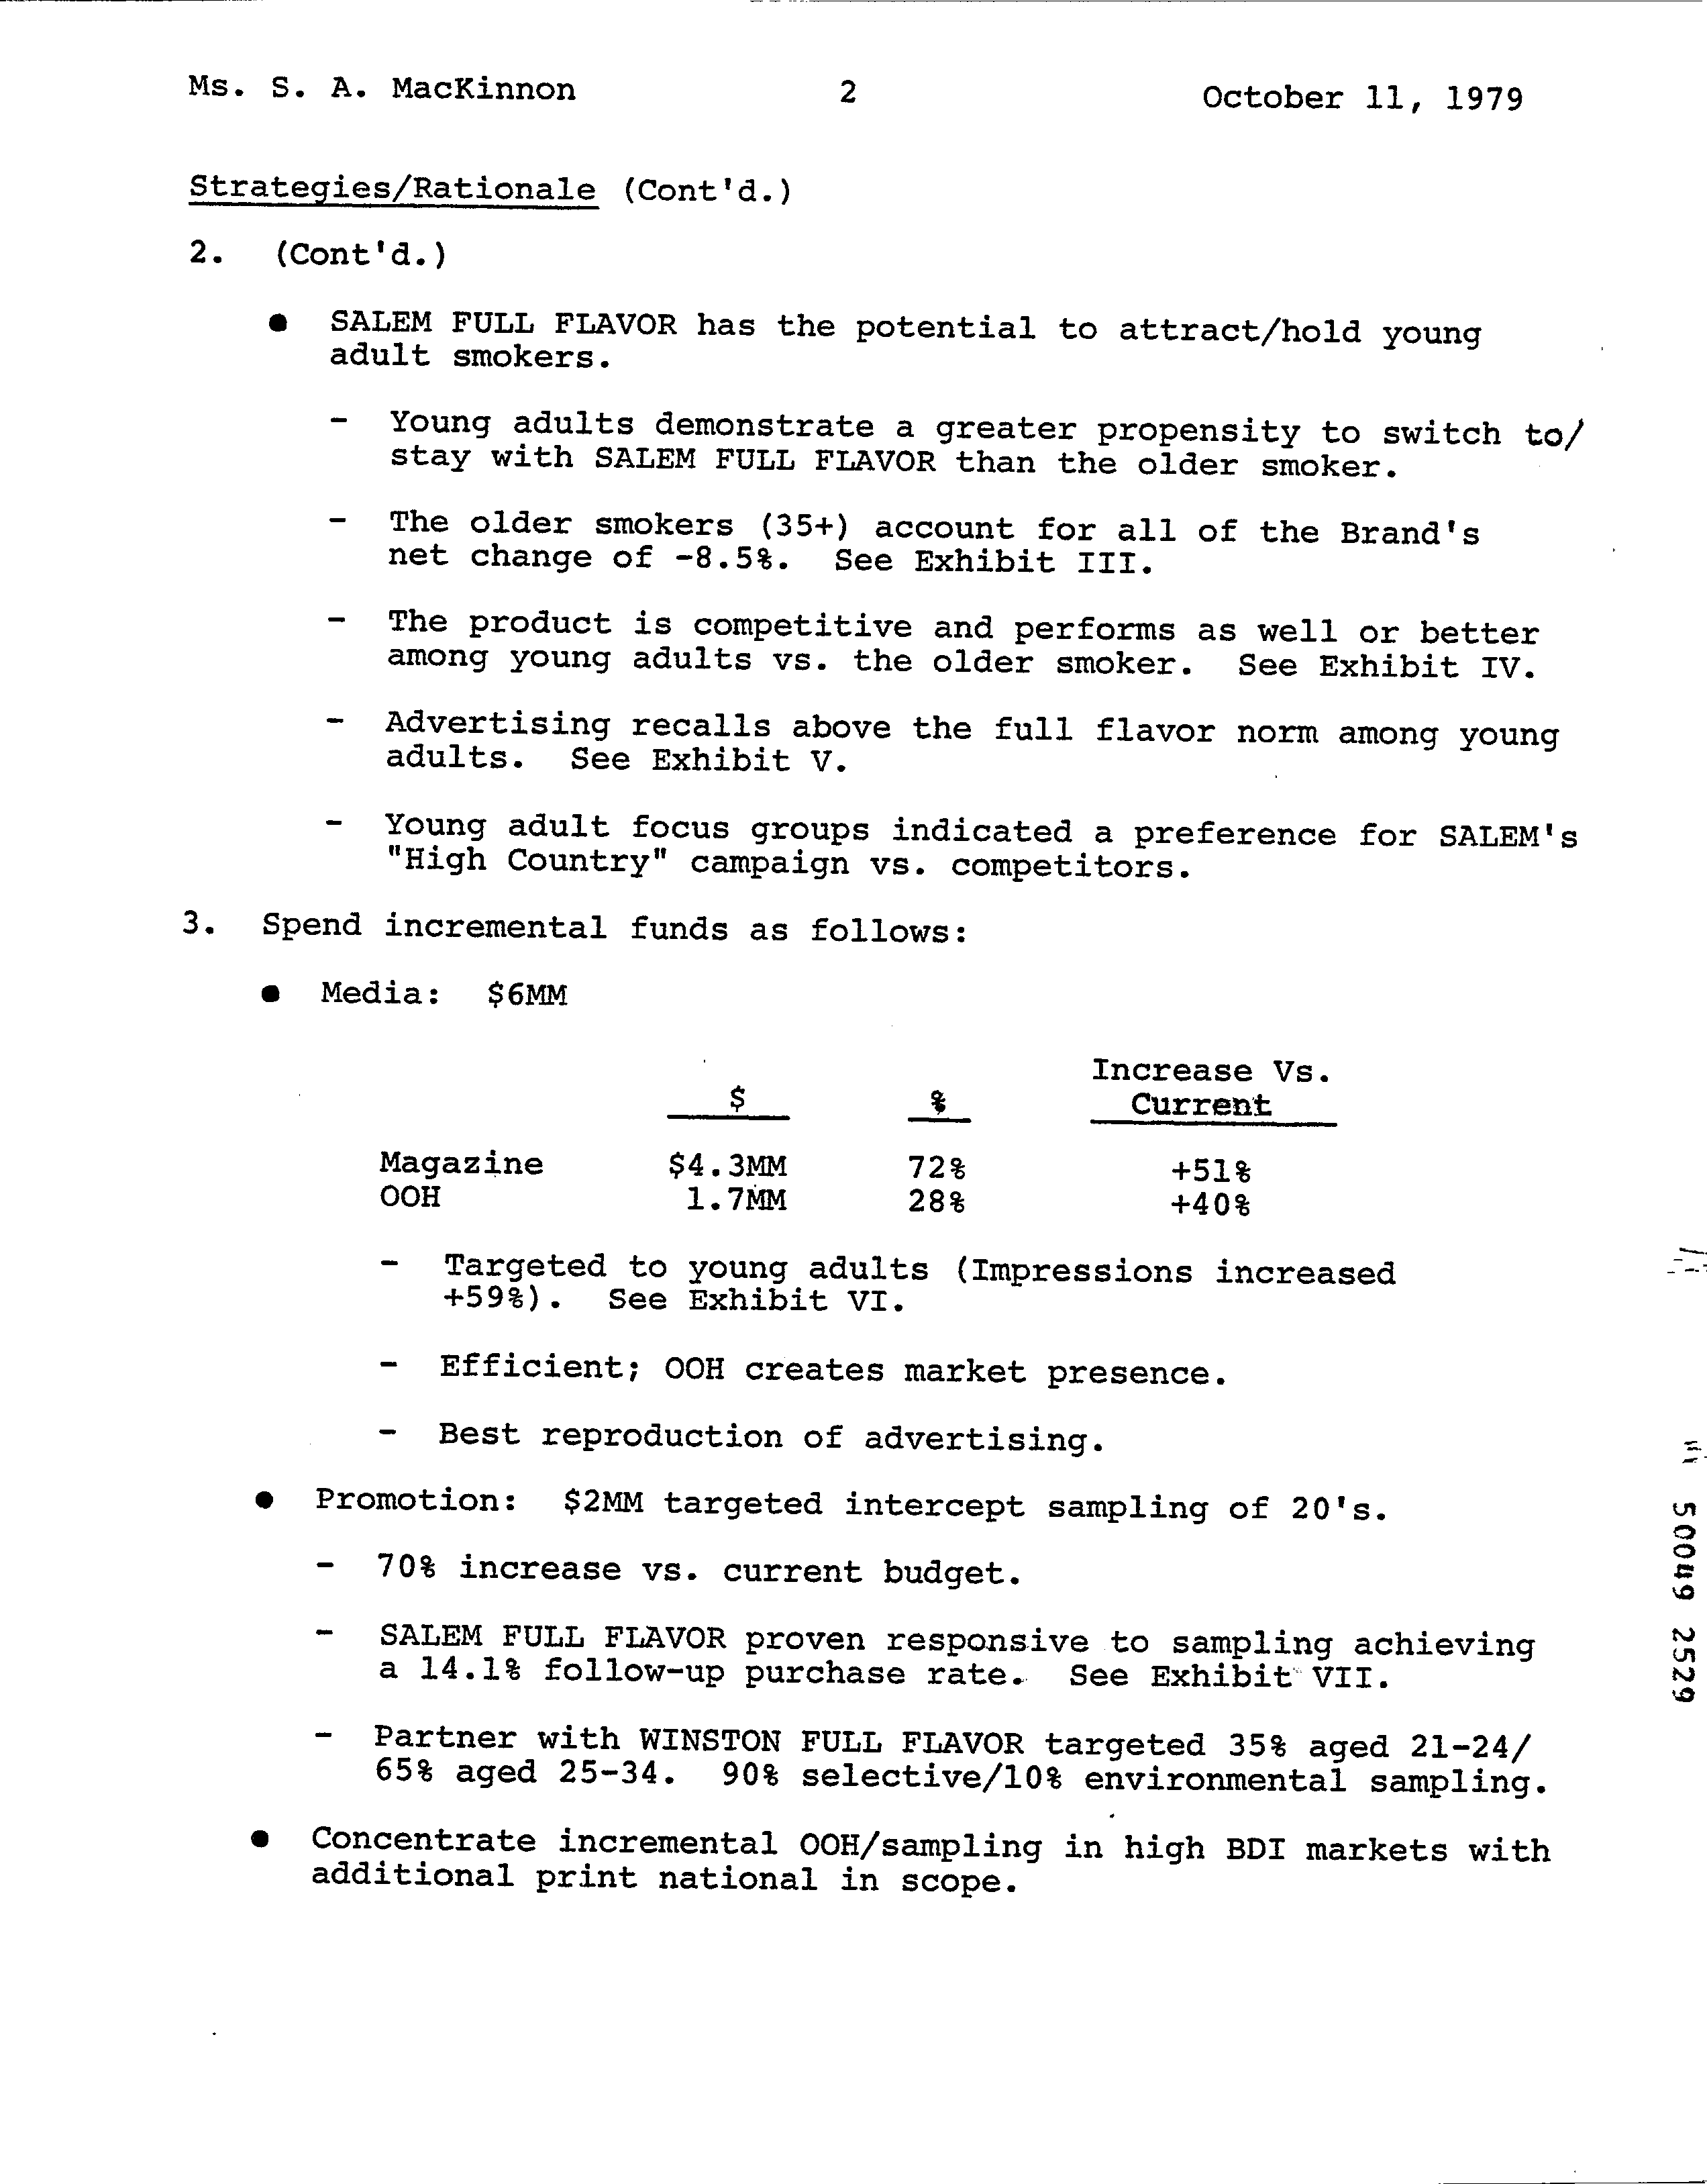 Ms. S. A. MacKinnon 2 October 11, 1979
Strategies/Rationale (Cont'd.)
2. (Cont'd.)
● SALEM FULL FLAVOR has the potential to attract/hold young
adult smokers.
- Young adults demonstrate a greater propensity to switch to/
stay with SALEM FULL FLAVOR than the older smoker.
- The older smokers (35+) account for all of the Brand's
net change of -8.5%. See Exhibit III.
- The product is competitive and performs as well or better
among young adults vs. the older smoker. See Exhibit IV.
- Advertising recalls above the full flavor norm among young
adults. See Exhibit V.
- Young adult focus groups indicated a preference for SALEM's
"High Country" campaign vs. competitors.
3. Spend incremental funds as follows:
● Media: $6MM
Increase Vs.
$ % Current
Magazine $4.3MM 72% +51%
OOH 1.7MM 28% +40%
- Targeted to young adults (Impressions increased
+59%). See Exhibit VI.
- Efficient; OOH creates market presence.
- Best reproduction of advertising.
● Promotion: $2MM targeted intercept sampling of 20's.
- 70% increase vs. current budget.
- SALEM FULL FLAVOR proven responsive to sampling achieving
a 14.1% follow-up purchase rate. See Exhibit VII.
- Partner with WINSTON FULL FLAVOR targeted 35% aged 21-24/
65% aged 25-34. 90% selective/10% environmental sampling.
● Concentrate incremental OOH/sampling in high BDI markets with
additional print national in scope.
50049 2529